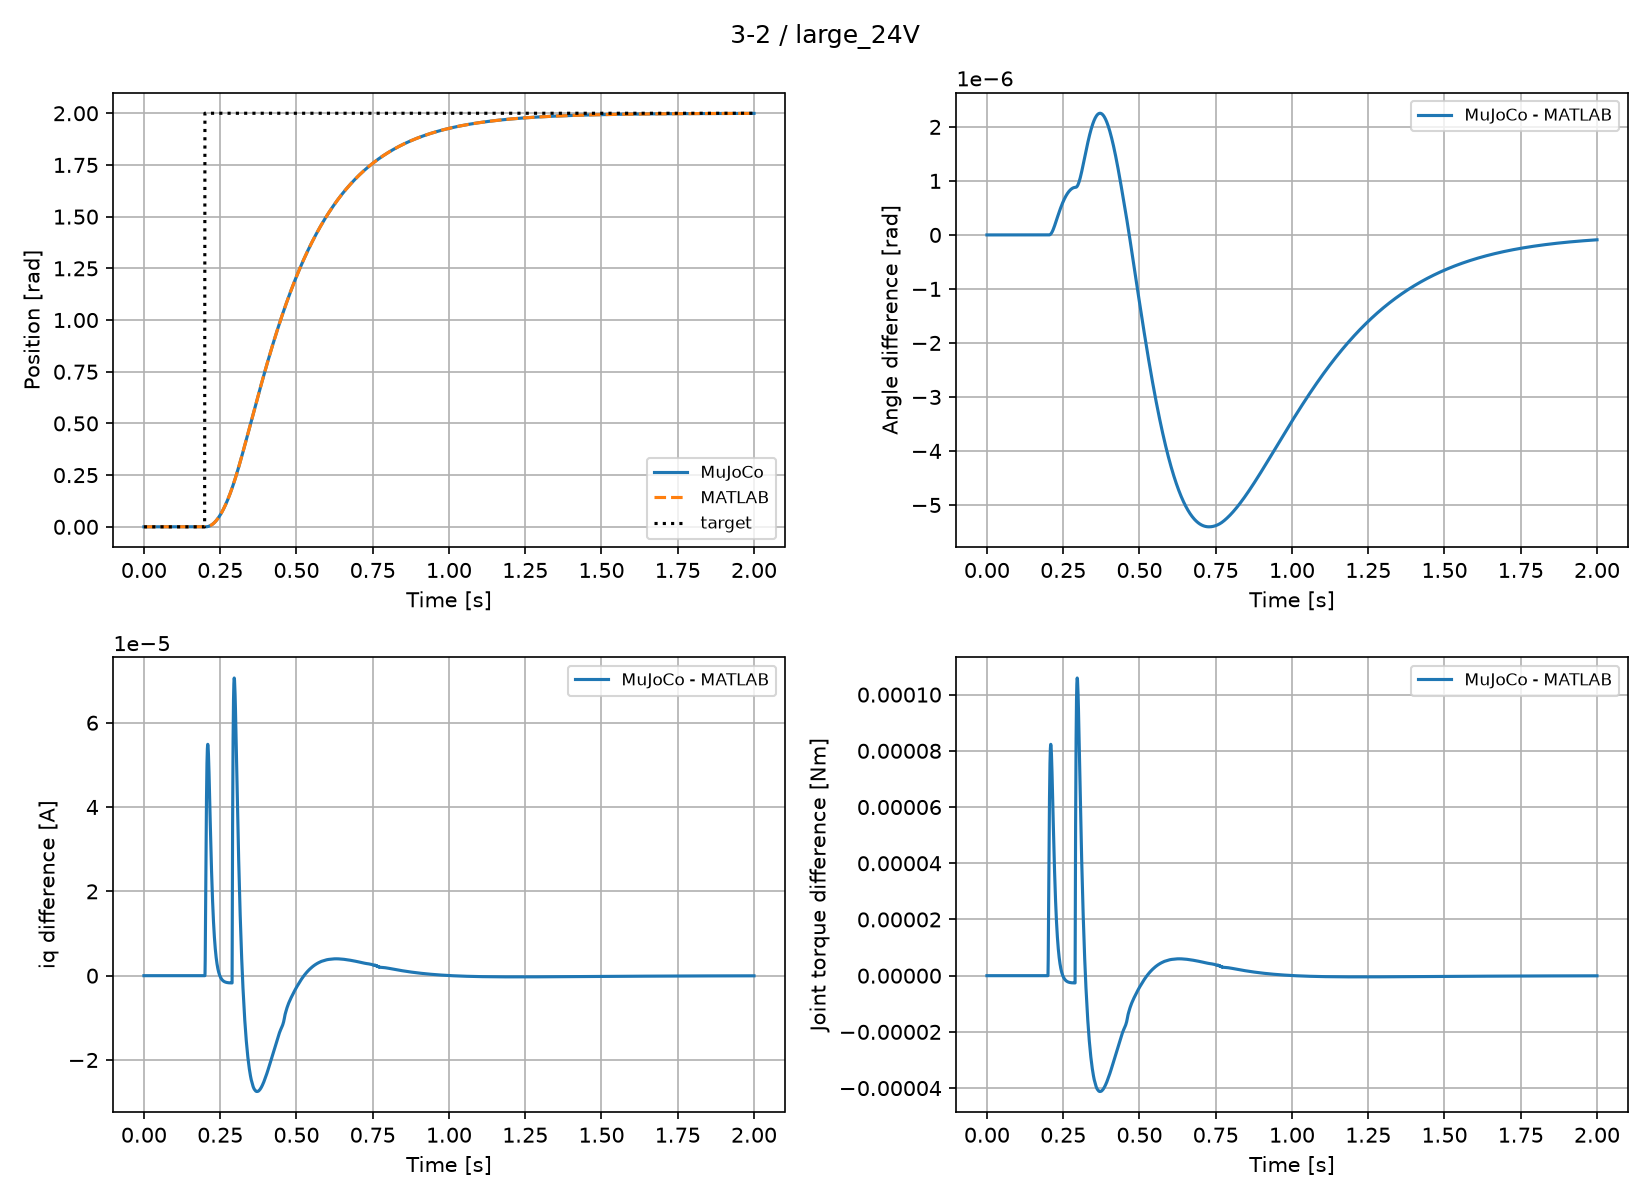 3-2 / large_24V
2.00
1.75
1.50
1.25
1.00
0.75
0.50
0.25
0.00
Position [rad]
MuJoCo
MATLAB
target
0.00 0.25 0.50 0.75 1.00 1.25 1.50 1.75 2.00
Time [s]
1e−6
2
1
0
−1
−2
−3
−4
−5
Angle difference [rad]
MuJoCo - MATLAB
0.00 0.25 0.50 0.75 1.00 1.25 1.50 1.75 2.00
Time [s]
1e−5
6
4
2
0
−2
iq difference [A]
MuJoCo - MATLAB
0.00 0.25 0.50 0.75 1.00 1.25 1.50 1.75 2.00
Time [s]
0.00010
0.00008
0.00006
0.00004
0.00002
0.00000
−0.00002
−0.00004
Joint torque difference [Nm]
MuJoCo - MATLAB
0.00 0.25 0.50 0.75 1.00 1.25 1.50 1.75 2.00
Time [s]